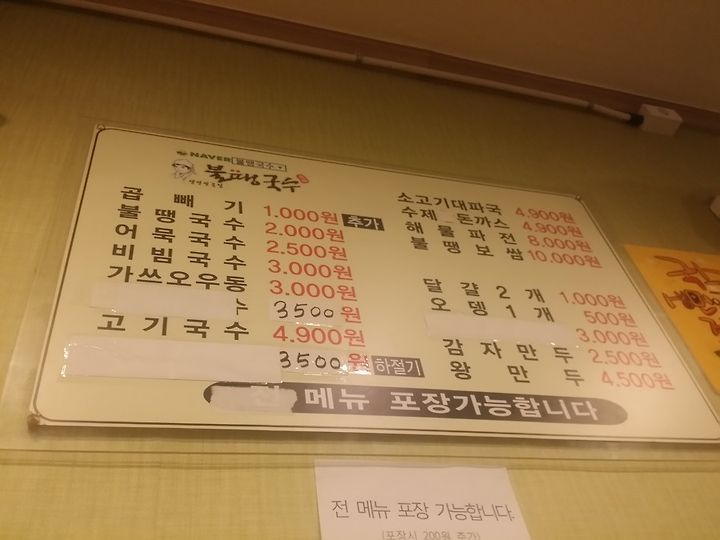 NAVER 불땡국수
불땡국수
곱빼기 1.000원 추가
불땡국수 2.000원
어묵국수 2.500원
비빔국수 3.000원
가쓰오우동 3.000원
수 3500원
고기국수 4.900원
3500원 하절기
소고기대파국 4.900원
수제 돈까스 4.900원
해물파전 8.000원
불땡보쌈 10.000원
달걀2개 1.000원
오뎅1개 500원
3.000원
감자만두 2.500원
왕만두 4.500원
전 메뉴 포장가능합니다
전 메뉴 포장 가능합니다.
(포장시 200원 추가)